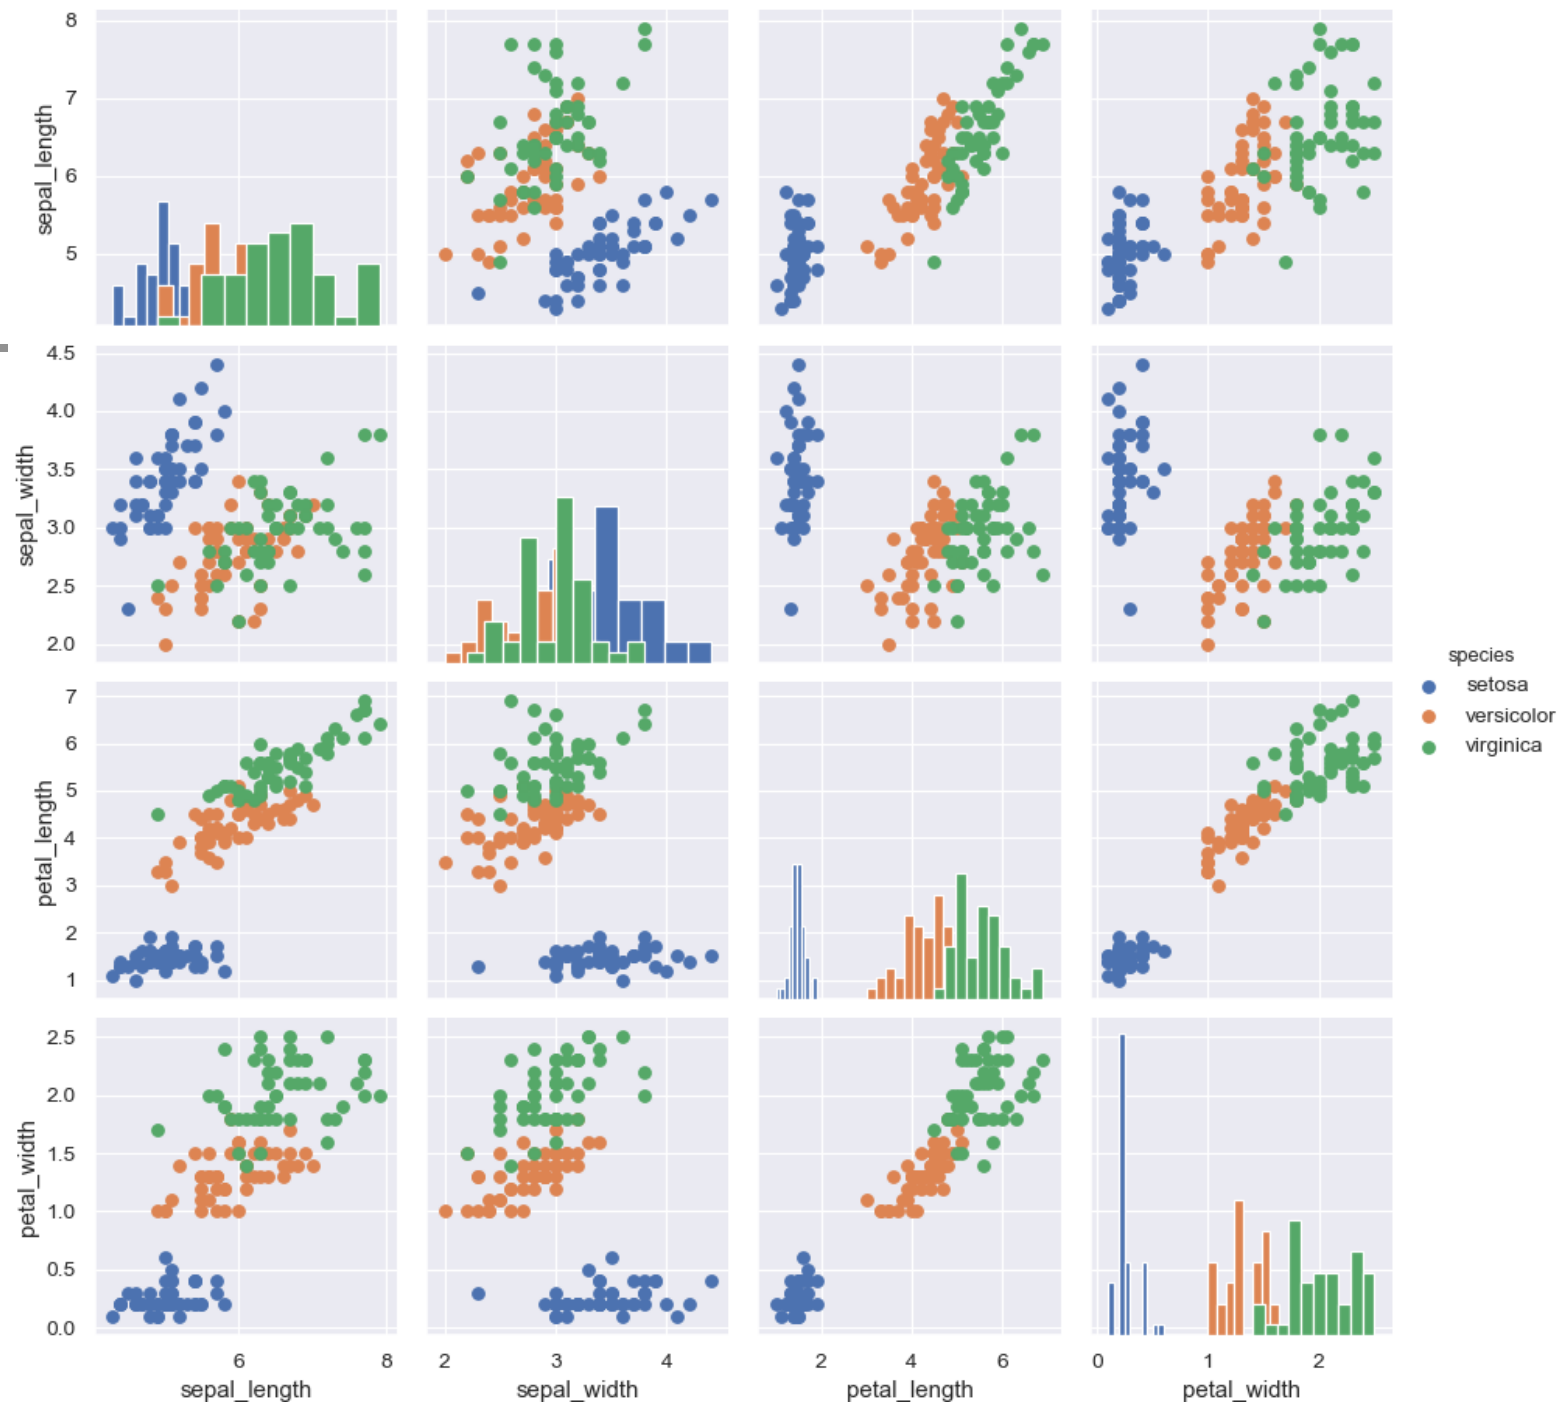 8
7
6
5
sepal_length
4.5
4.0
3.5
3.0
2.5
2.0
sepal_width
species
setosa
versicolor
virginica
7
6
5
4
3
2
1
petal_length
2.5
2.0
1.5
1.0
0.5
0.0
petal_width
6 8
2 3 4
2 4 6
0 1 2
sepal_length
sepal_width
petal_length
petal_width